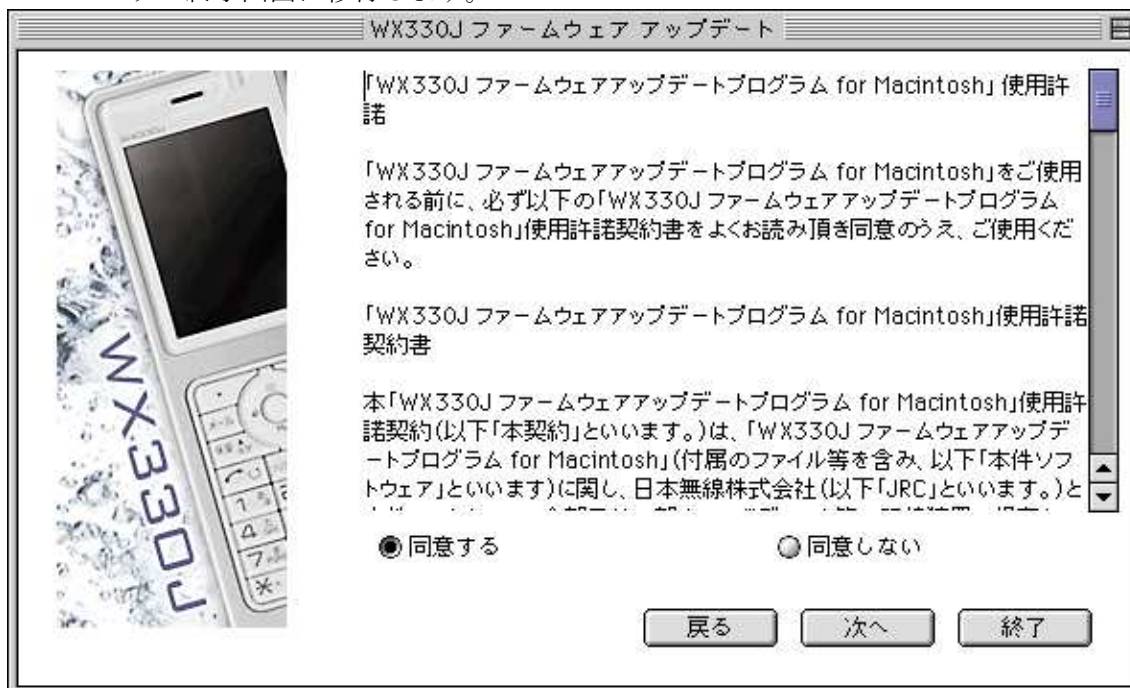 WX330J ファームウェア アップデート
「WX330J ファームウェアアップデートプログラム for Macintosh」 使用許
諾
「WX330J ファームウェアアップデートプログラム for Macintosh」をご使用
される前に、必ず以下の「WX330J ファームウェアアップデートプログラム
for Macintosh」使用許諾契約書をよくお読み頂き同意のうえ、ご使用くだ
さい。
「WX330J ファームウェアアップデートプログラム for Macintosh」使用許諾
契約書
本「WX330J ファームウェアアップデートプログラム for Macintosh」使用許
諾契約(以下「本契約」といいます。)は、「WX330J ファームウェアアップデ
ートプログラム for Macintosh」(付属のファイル等を含み、以下「本件ソフ
トウェア」といいます)に関し、日本無線株式会社(以下「JRC」といいます。)と
同意する
同意しない
戻る
次へ
終了
WX330J